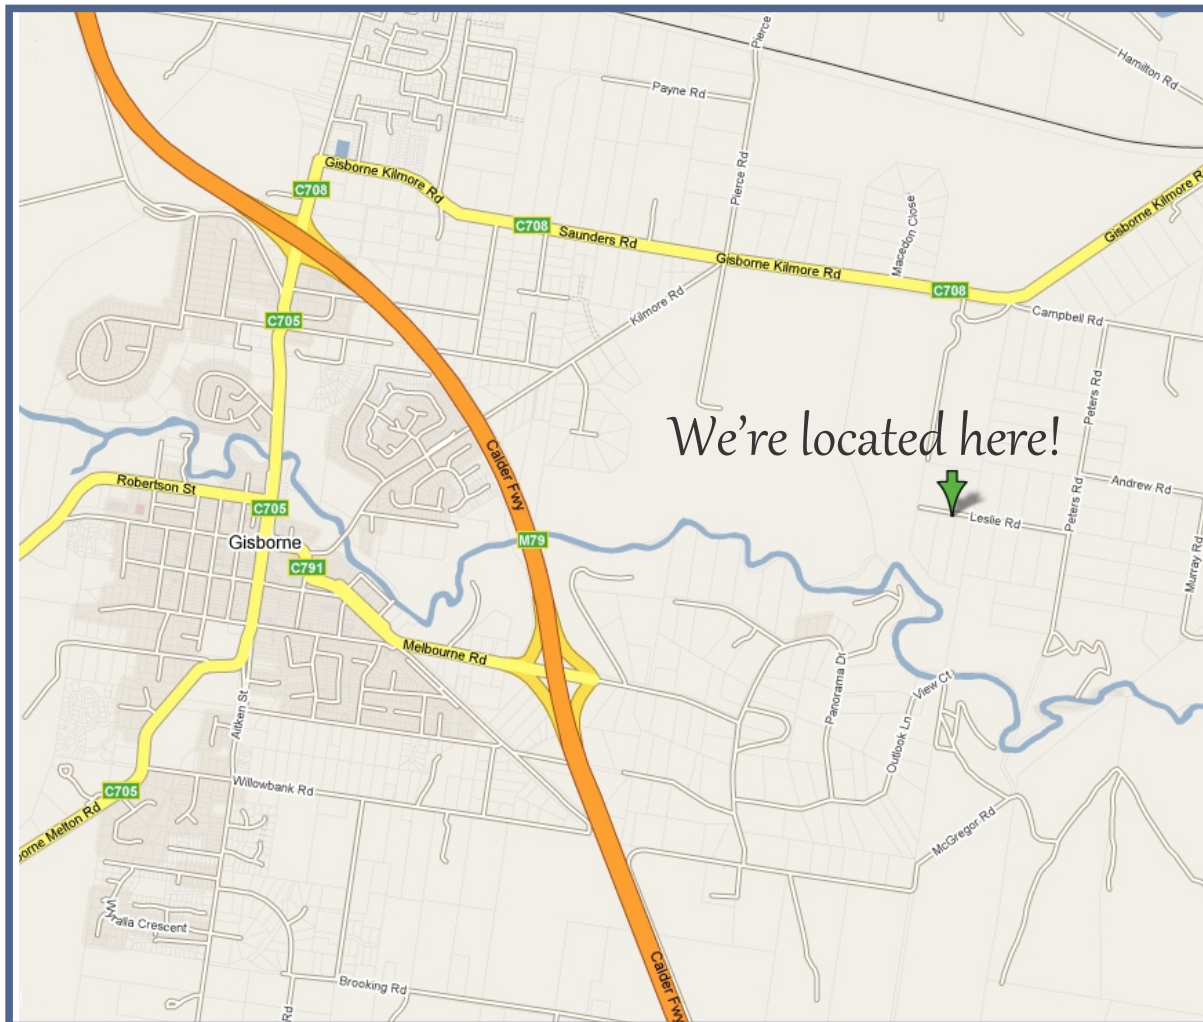 Pierce
Hamilton Rd
Payne Rd
Gisborne Kilmore Rd
C708
Pierce Rd
Gisborne Kilmore R
C708
Saunders Rd
Macedon Close
Gisborne Kilmore Rd
C708
Kilmore Rd
C705
Campbell Rd
Peters Rd
We're located here!
Calder Fwy
Robertson St
C705
Andrew Rd
Peters Rd
Leslie Rd
Gisborne
M79
C791
Murray Rd
Melbourne Rd
Panorama Dr
View Ct
Aitken St
Outlook Ln
C705
Willowbank Rd
orne Melton Rd
McGregor Rd
Wyralla Crescent
Calder Fwy
Brooking Rd
Rd